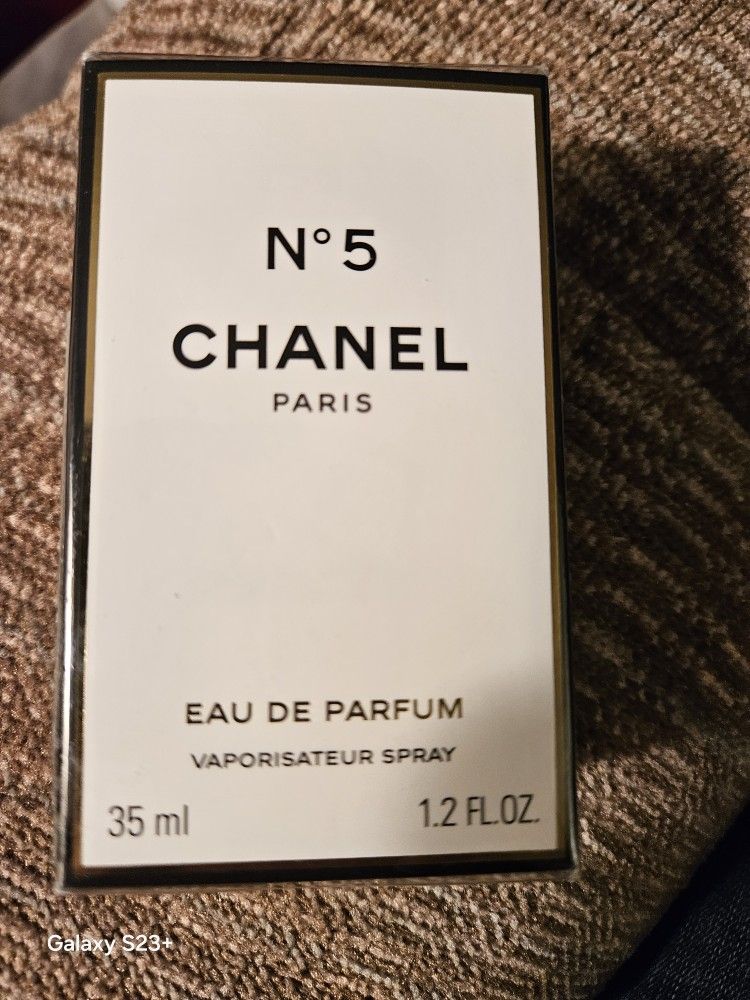 N°5
CHANEL
PARIS
EAU DE PARFUM
VAPORISATEUR SPRAY
35 ml 1.2 FL.OZ.
Galaxy S23+